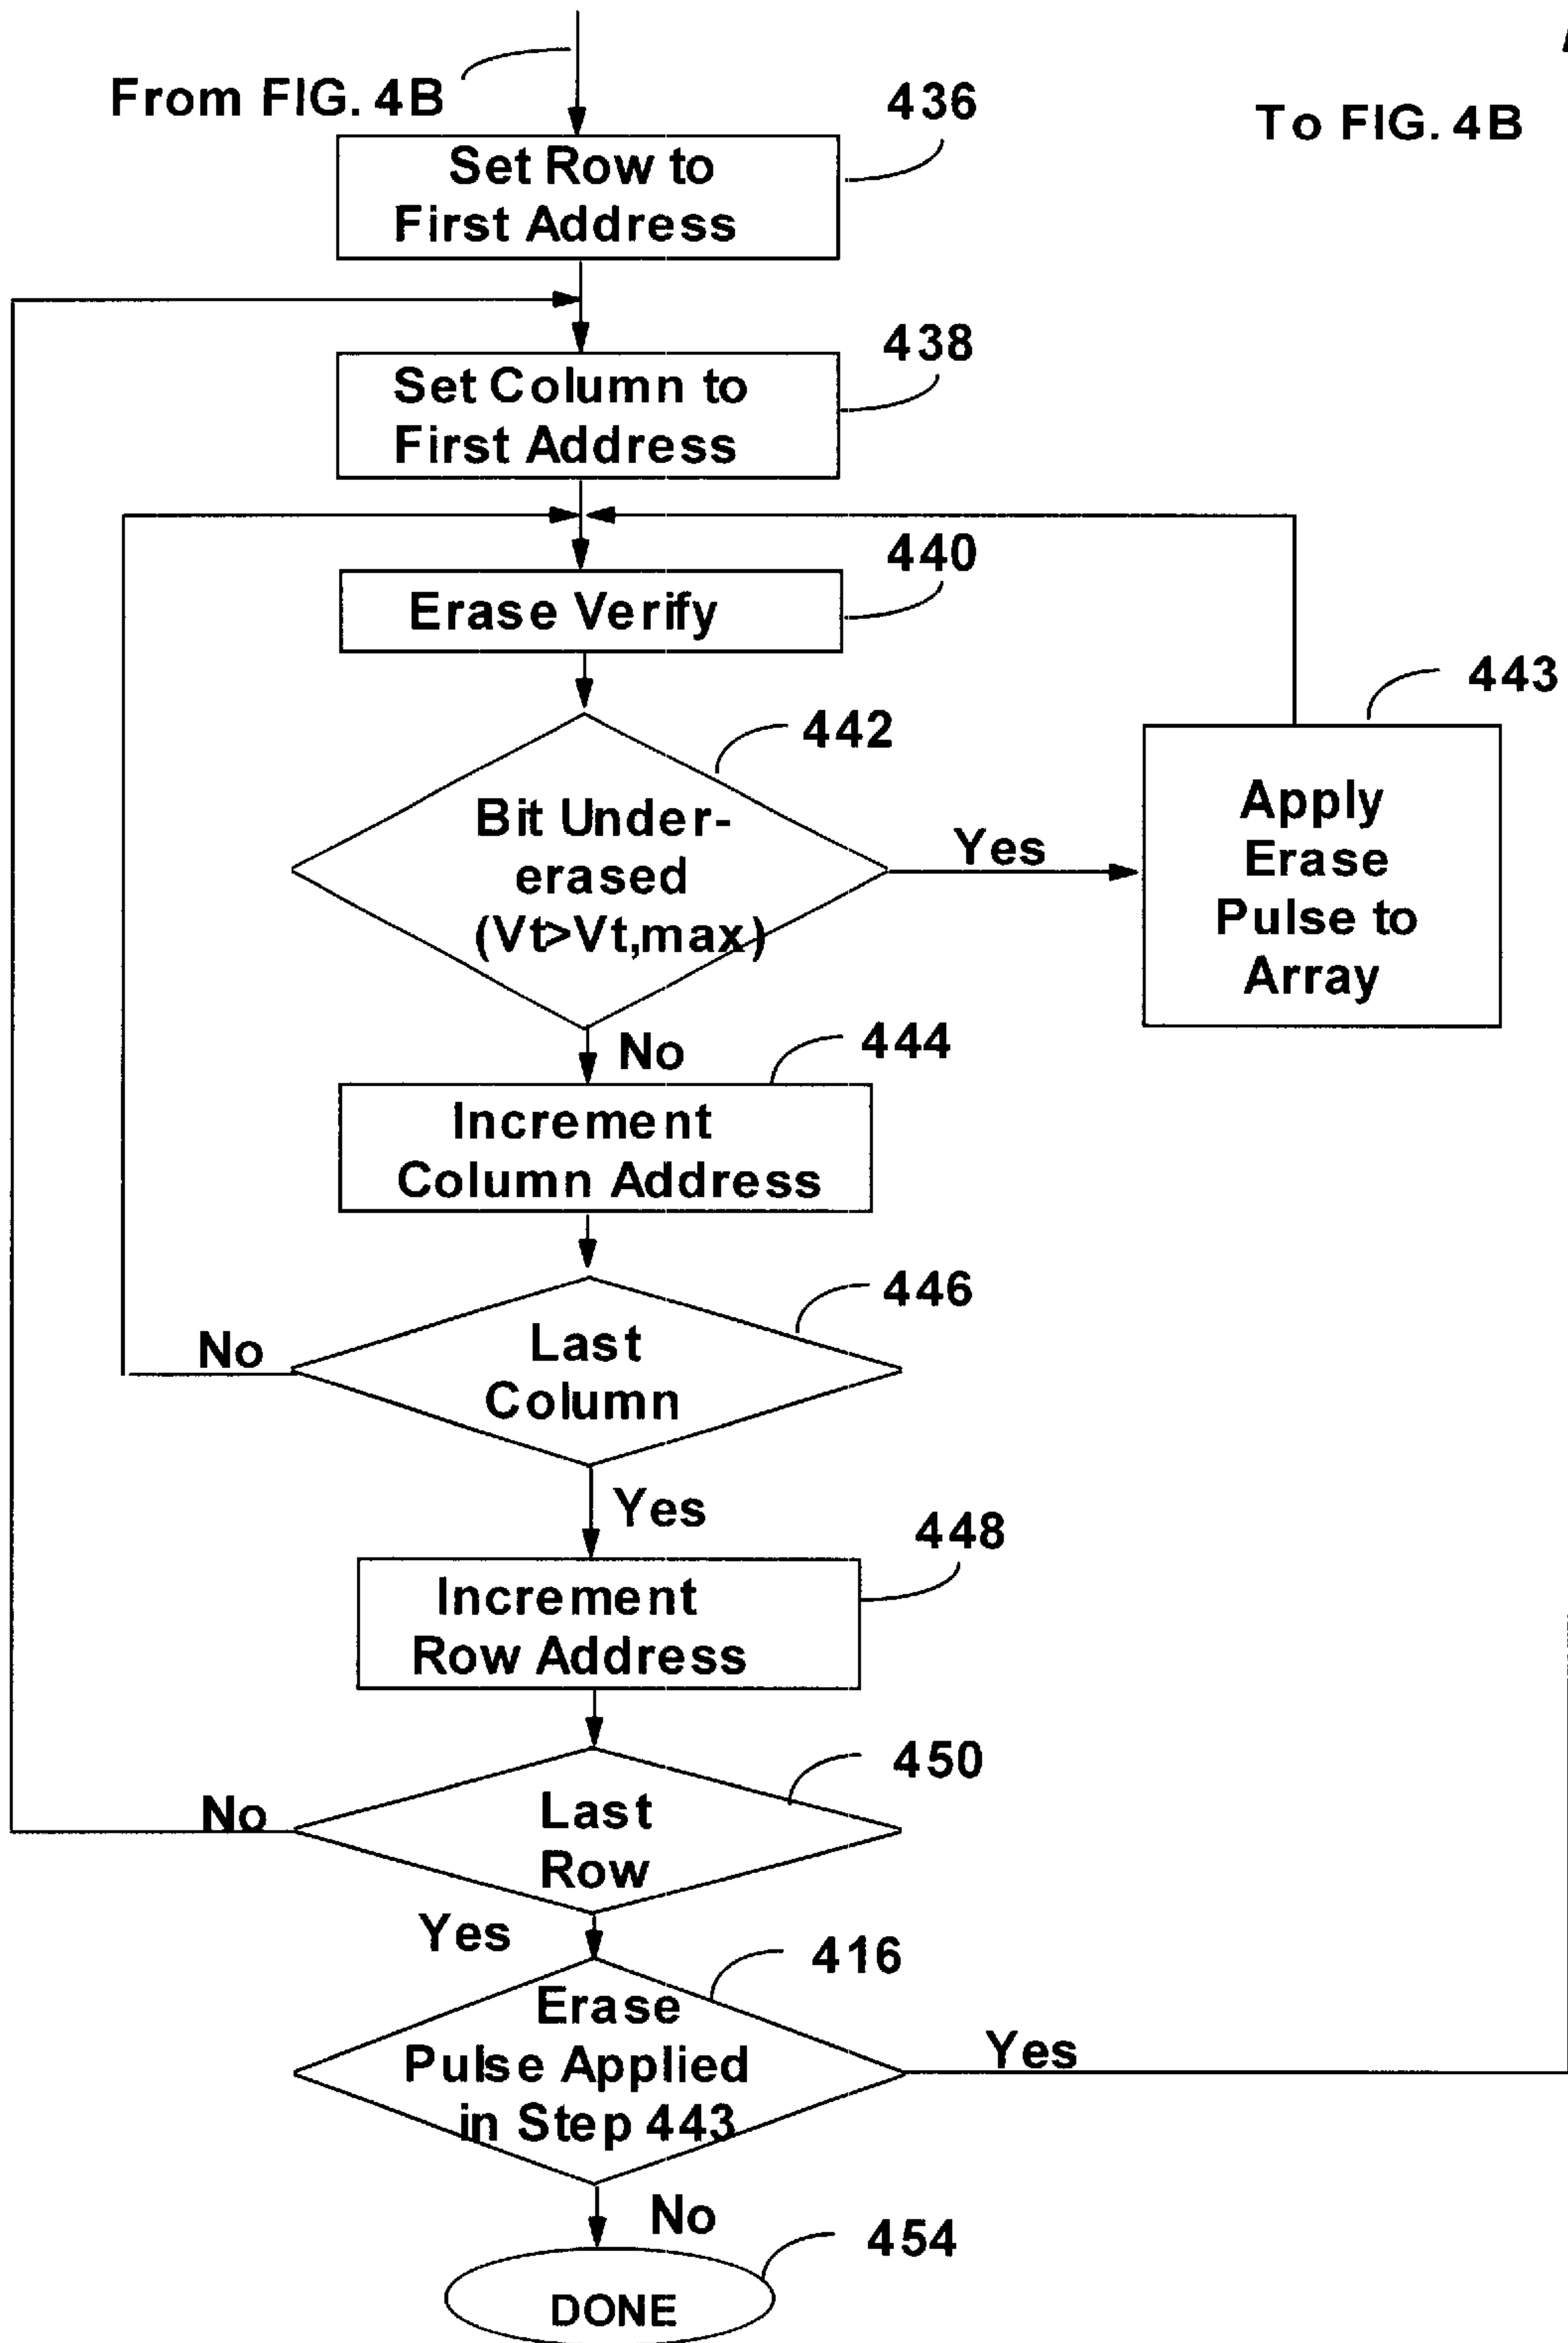 From FIG. 4B
To FIG. 4B
436
Set Row to
First Address
438
Set Column to
First Address
440
Erase Verify
442
443
Bit Under-
erased
(Vt>Vt,max)
Yes
Apply
Erase
Pulse to
Array
No
444
Increment
Column Address
446
No
Last
Column
Yes
448
Increment
Row Address
450
No
Last
Row
Yes
416
Erase
Pulse Applied
in Step 443
Yes
No
454
DONE